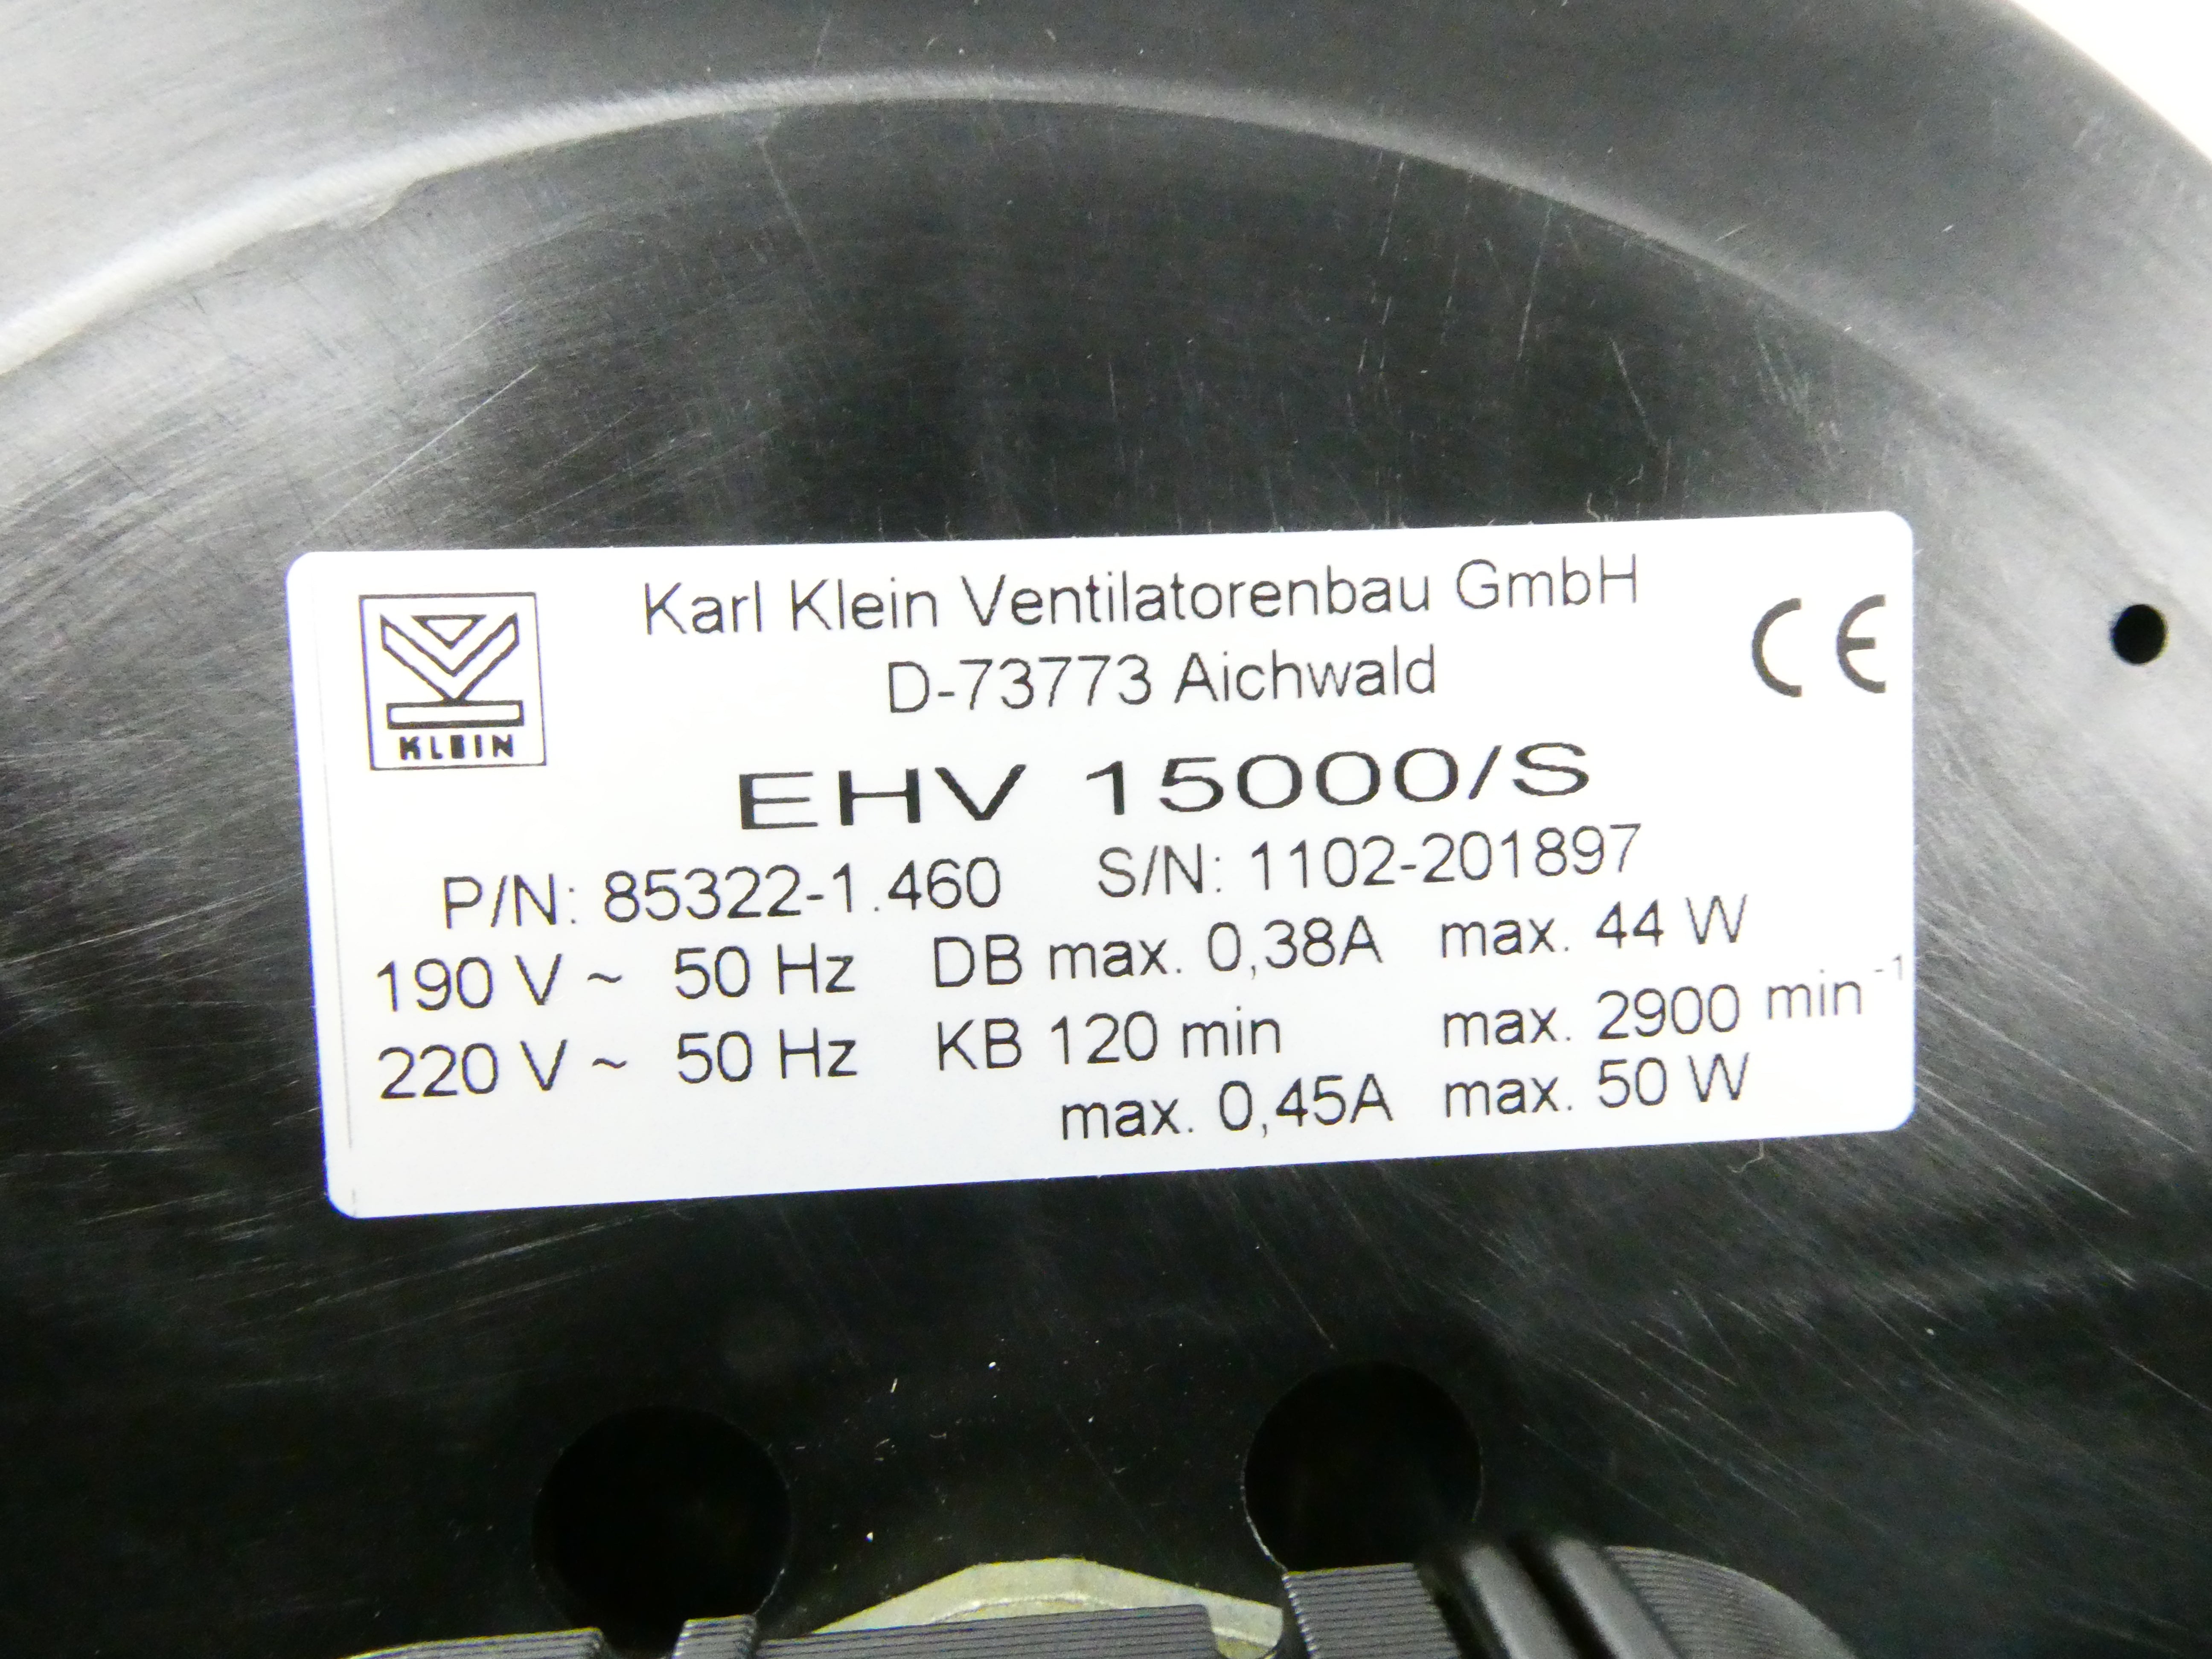 Karl Klein Ventilatorenbau GmbH
D-73773 Aichwald
CE
KLEIN
EHV 15000/S
P/N: 85322-1.460 S/N: 1102-201897
190 V ~ 50 Hz DB max. 0,38A max. 44 W
220 V ~ 50 Hz KB 120 min max. 2900 min⁻¹
max. 0,45A max. 50 W